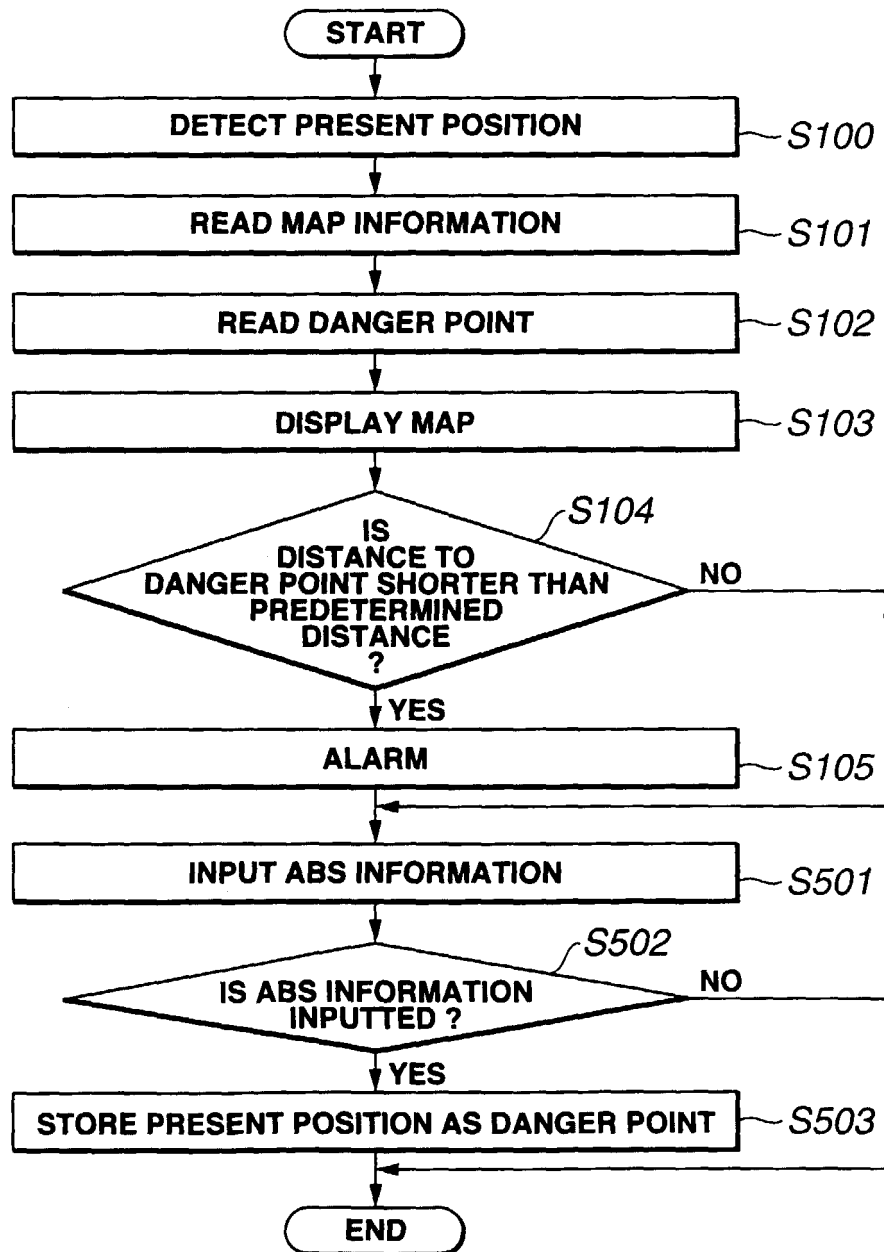 START
DETECT PRESENT POSITION
S100
READ MAP INFORMATION
S101
READ DANGER POINT
S102
DISPLAY MAP
S103
S104
IS
DISTANCE TO
DANGER POINT SHORTER THAN
PREDETERMINED
DISTANCE
?
NO
YES
ALARM
S105
INPUT ABS INFORMATION
S501
S502
IS ABS INFORMATION
INPUTTED ?
NO
YES
STORE PRESENT POSITION AS DANGER POINT
S503
END